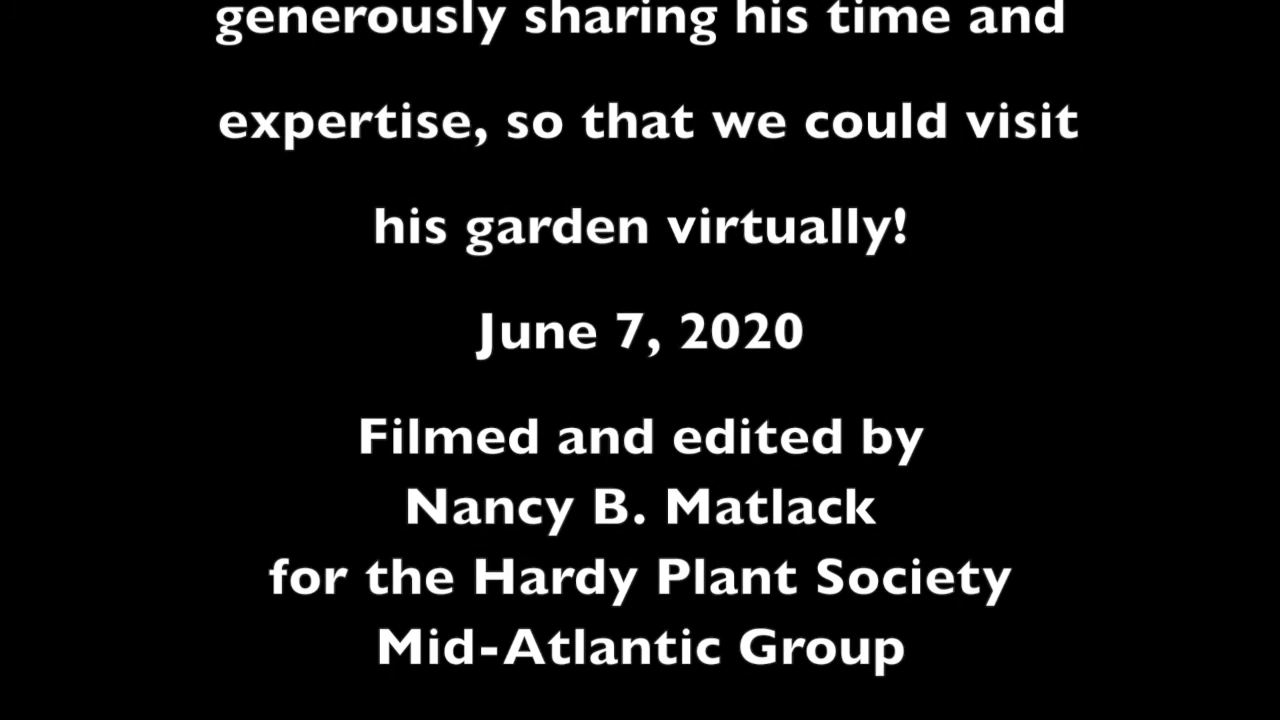 generously sharing his time and
expertise, so that we could visit
his garden virtually!
June 7, 2020
Filmed and edited by
Nancy B. Matlack
for the Hardy Plant Society
Mid-Atlantic Group